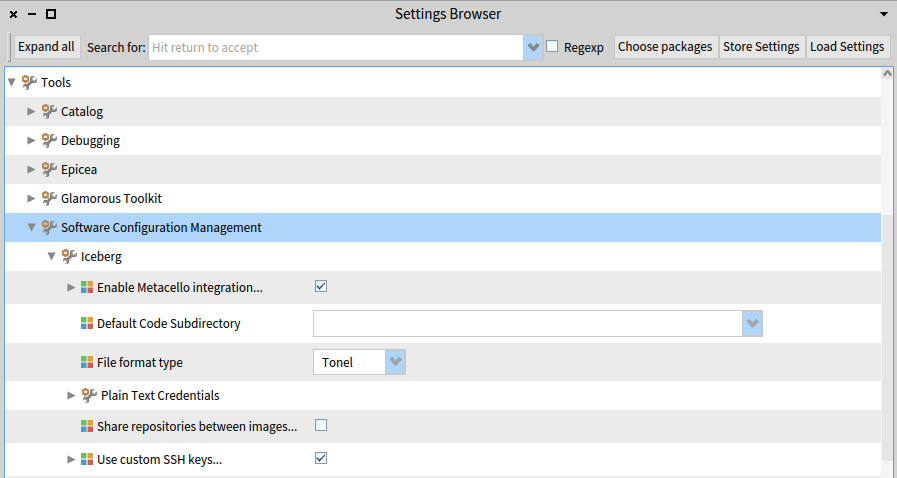 Settings Browser
Expand all Search for: Hit return to accept Regexp Choose packages Store Settings Load Settings
Tools
Catalog
Debugging
Epicea
Glamorous Toolkit
Software Configuration Management
Iceberg
Enable Metacello integration...
Default Code Subdirectory
File format type Tonel
Plain Text Credentials
Share repositories between images...
Use custom SSH keys...